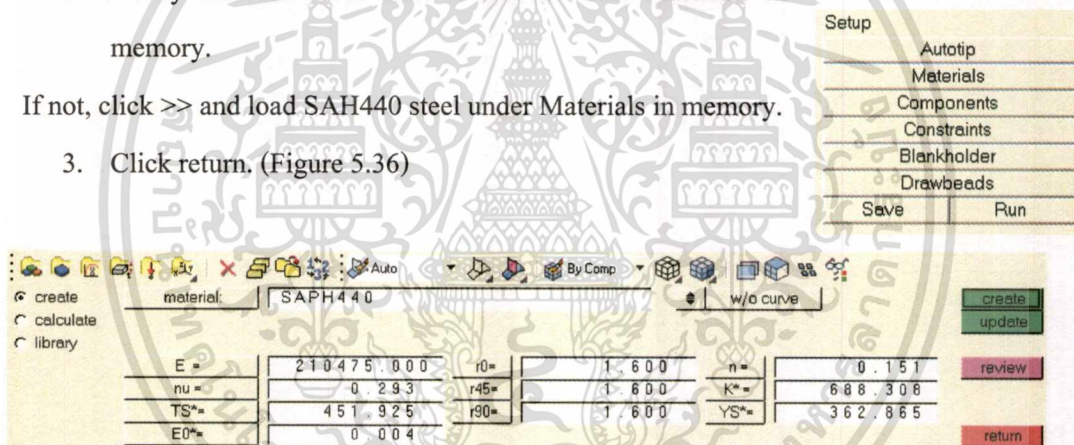 memory.
Setup
Autotip
Materials
If not, click >> and load SAH440 steel under Materials in memory.
Components
Constraints
3. Click return. (Figure 5.36)
Blankholder
Drawbeads
Save Run
Auto By Comp
create material: SAPH440 w/o curve create
calculate update
library
E = 210475.000 r0= 1.600 n = 0.151 review
nu = 0.293 r45= 1.600 K*= 688.308
TS*= 451.925 r90= 1.600 YS*= 362.865
E0*= 0.004 return